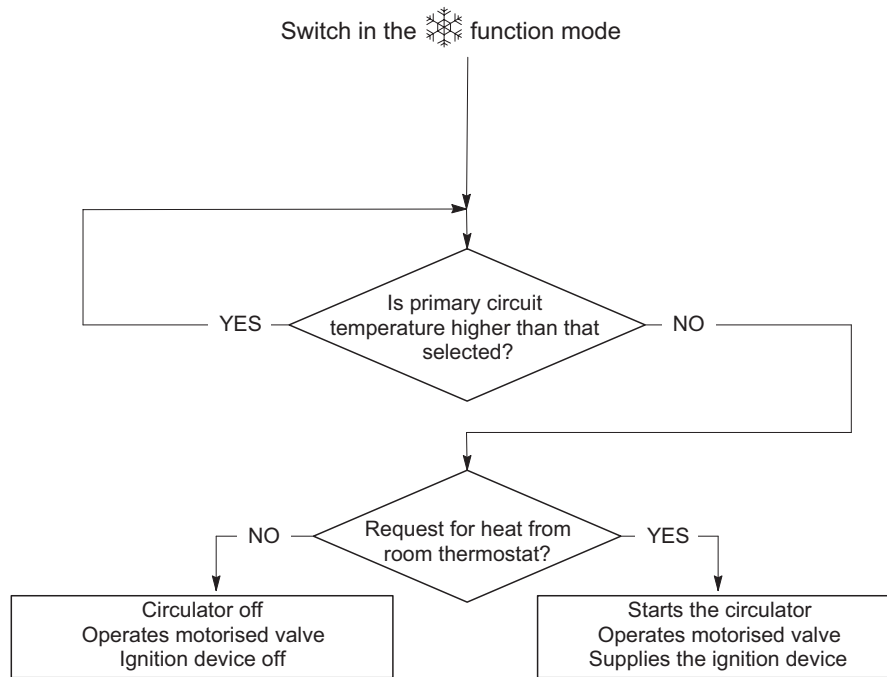 Switch in the function mode
Is primary circuit
temperature higher than that
selected?
YES
NO
Request for heat from
room thermostat?
NO
YES
Circulator off
Operates motorised valve
Ignition device off
Starts the circulator
Operates motorised valve
Supplies the ignition device